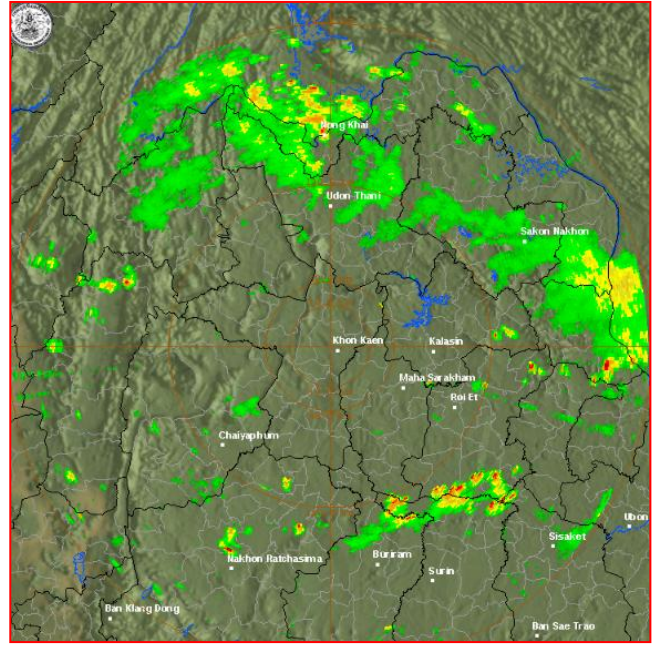 Nong Khai
Udon Thani
Sakon Nakhon
Khon Kaen
Kalasin
Maha Sarakham
Roi Et
Chaiyaphum
Ubon
Sisaket
Nakhon Ratchasima
Buriram
Surin
Ban Klang Dong
Ban Sae Trao